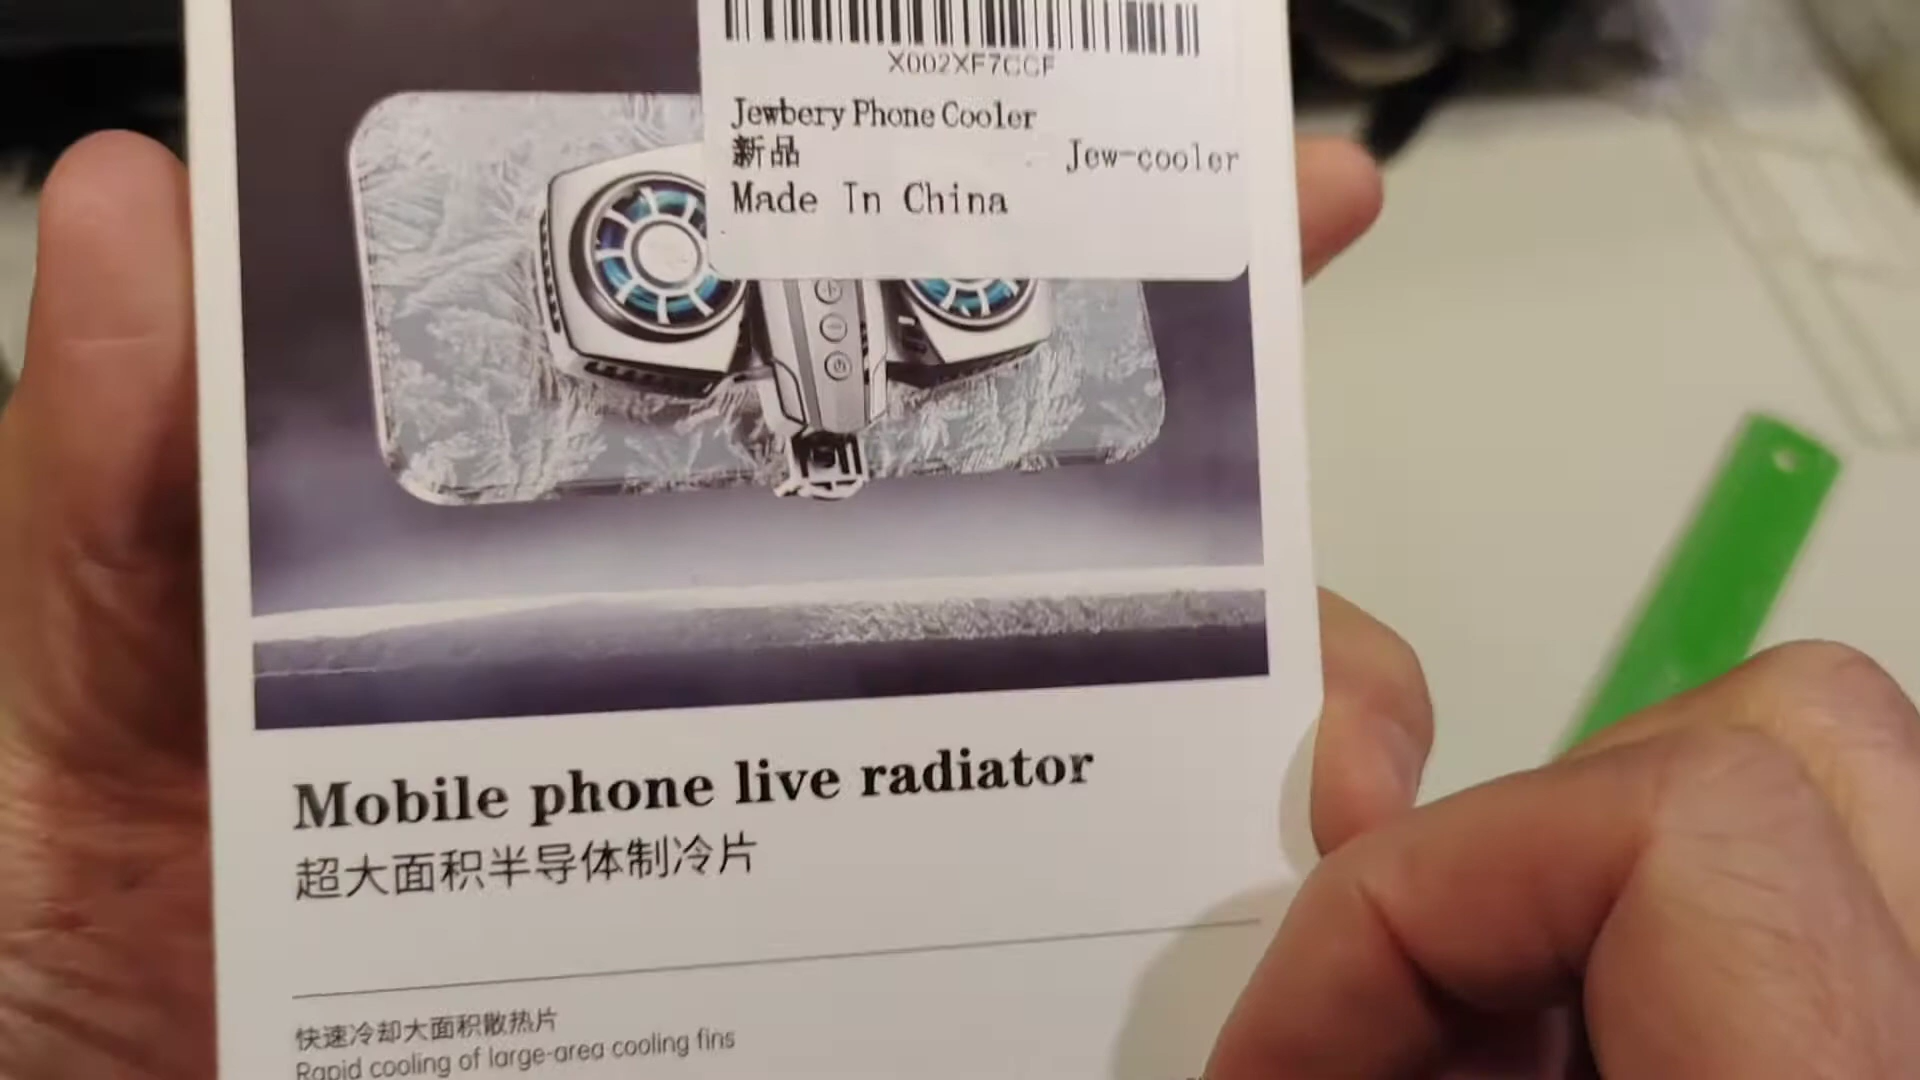 X002XF7CCF
Jewbery Phone Cooler
新品 Jew-cooler
Made In China
Mobile phone live radiator
超大面积半导体制冷片
快速冷却大面积散热片
Rapid cooling of large-area cooling fins